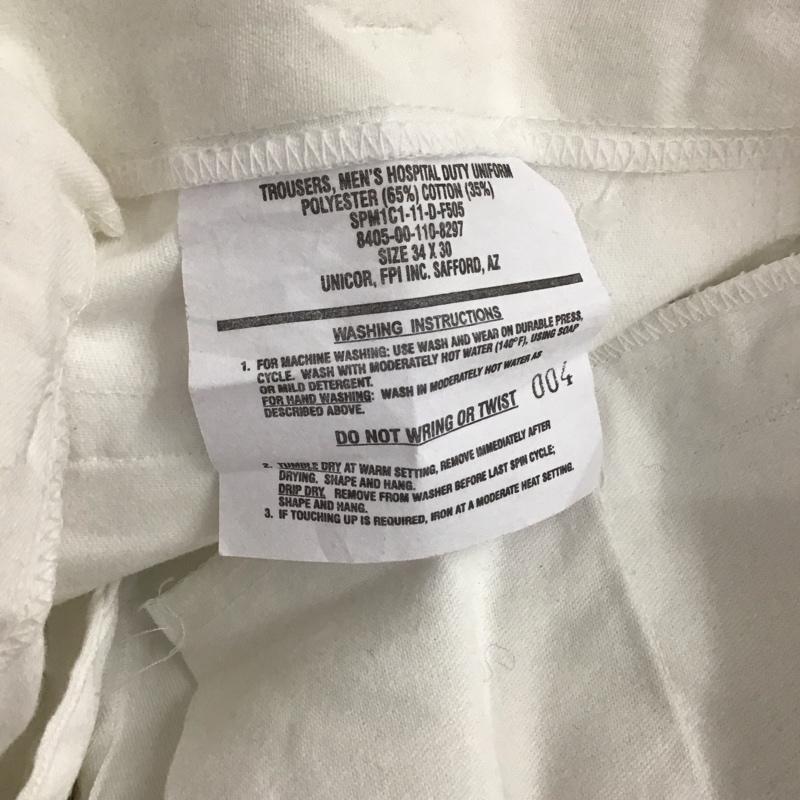 TROUSERS, MEN'S HOSPITAL DUTY UNIFORM
POLYESTER (65%) COTTON (35%)
SPM1C1-11-D-F505
8405-00-110-8297
SIZE 34 X 30
UNICOR, FPI INC. SAFFORD, AZ
WASHING INSTRUCTIONS
1. FOR MACHINE WASHING: USE WASH AND WEAR ON DURABLE PRESS,
CYCLE. WASH WITH MODERATELY HOT WATER (140°F), USING SOAP
OR MILD DETERGENT.
FOR HAND WASHING: WASH IN MODERATELY HOT WATER AS
DESCRIBED ABOVE.
004
DO NOT WRING OR TWIST
2. TUMBLE DRY AT WARM SETTING, REMOVE IMMEDIATELY AFTER
DRYING. SHAPE AND HANG.
DRIP DRY. REMOVE FROM WASHER BEFORE LAST SPIN CYCLE;
SHAPE AND HANG.
3. IF TOUCHING UP IS REQUIRED, IRON AT A MODERATE HEAT SETTING.